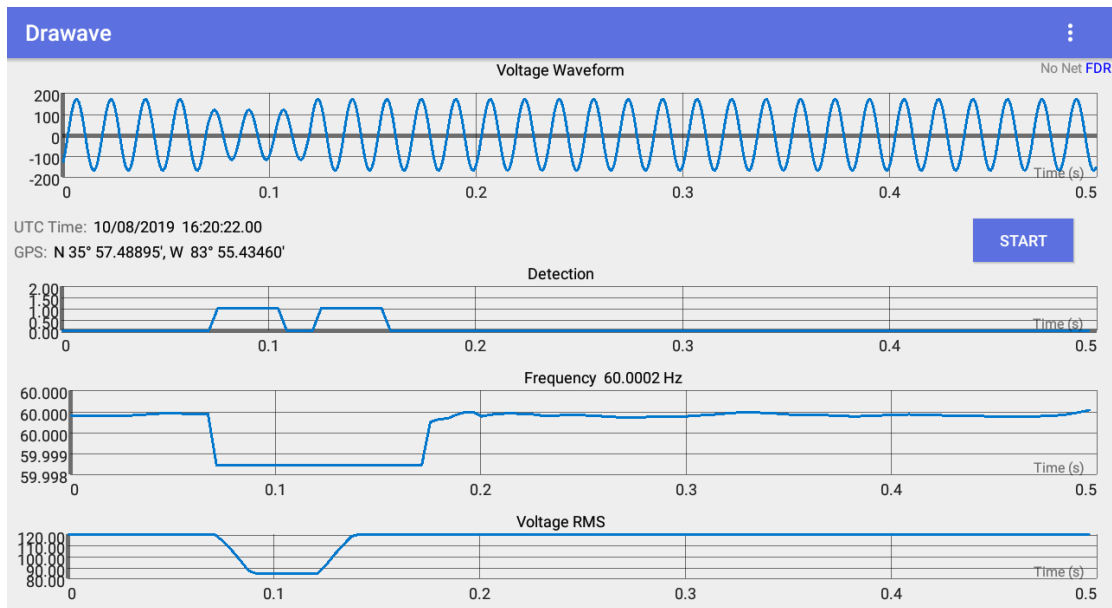 Drawave
Voltage Waveform
No Net FDR
200
100
0
-100
-200
Time (s)
0 0.1 0.2 0.3 0.4 0.5
UTC Time: 10/08/2019 16:20:22.00
START
GPS: N 35° 57.48895', W 83° 55.43460'
Detection
2.00
1.50
1.00
0.50
0.00
Time (s)
0 0.1 0.2 0.3 0.4 0.5
Frequency 60.0002 Hz
60.000
60.000
60.000
59.999
59.998
Time (s)
0 0.1 0.2 0.3 0.4 0.5
Voltage RMS
120.00
110.00
100.00
90.00
80.00
Time (s)
0 0.1 0.2 0.3 0.4 0.5